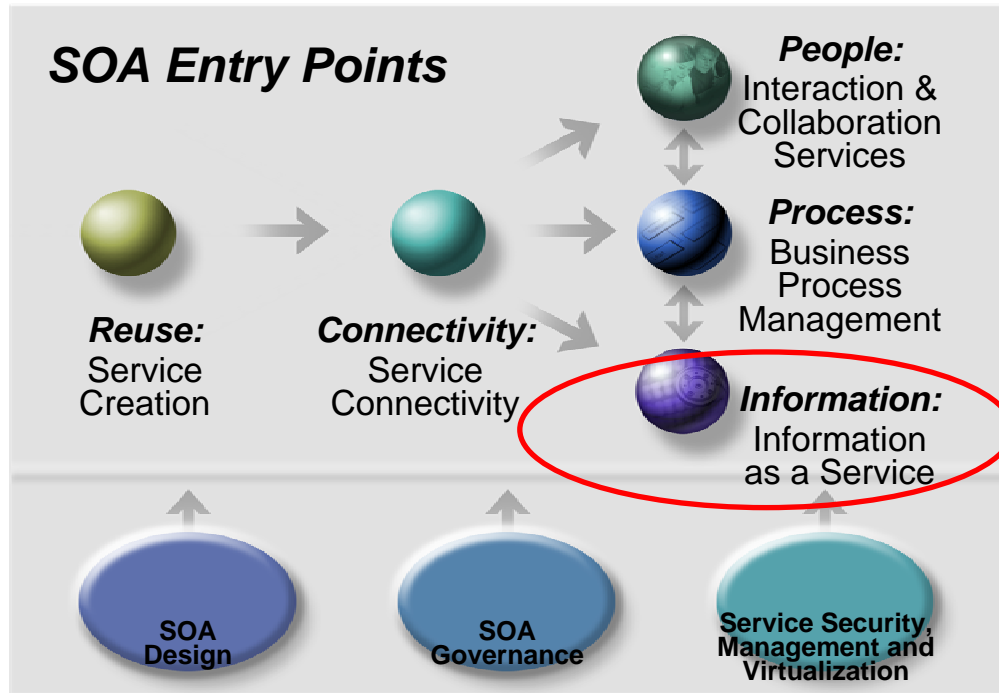 SOA Entry Points
People:
Interaction &
Collaboration
Services
Process:
Business
Process
Management
Reuse:
Service
Creation
Connectivity:
Service
Connectivity
Information:
Information
as a Service
SOA
Design
SOA
Governance
Service Security,
Management and
Virtualization